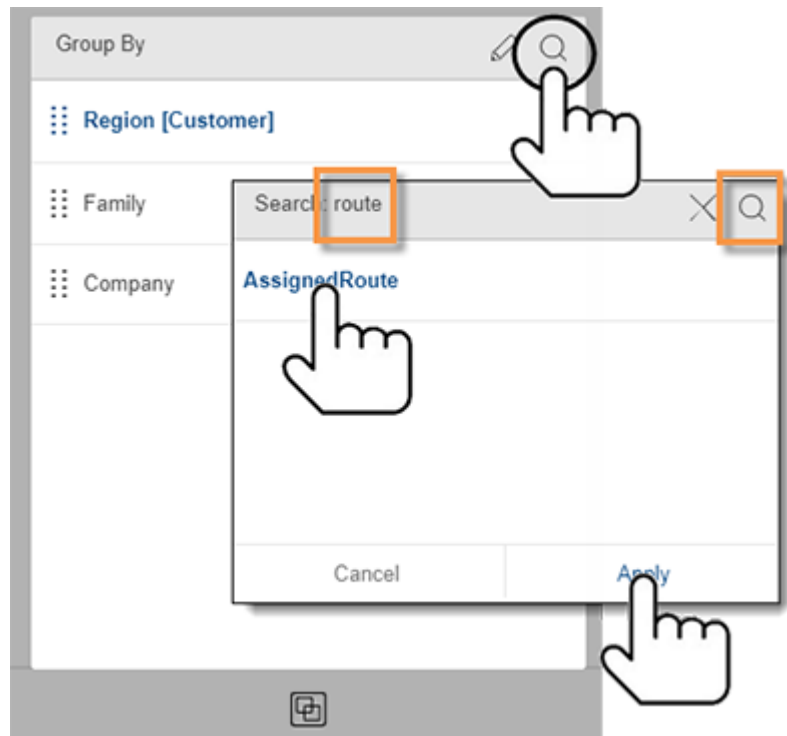 Group By
Region [Customer]
Family
Search: route
Company
AssignedRoute
Cancel
Apply